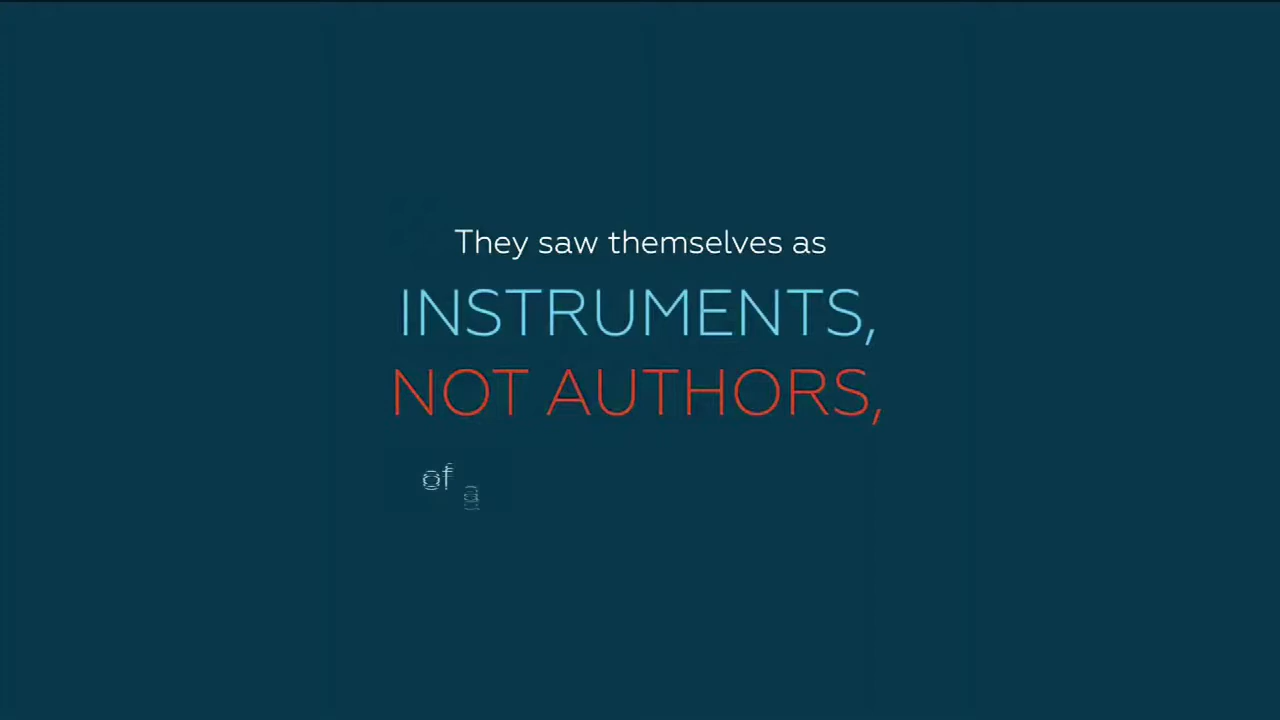 They saw themselves as
INSTRUMENTS,
NOT AUTHORS,
of a